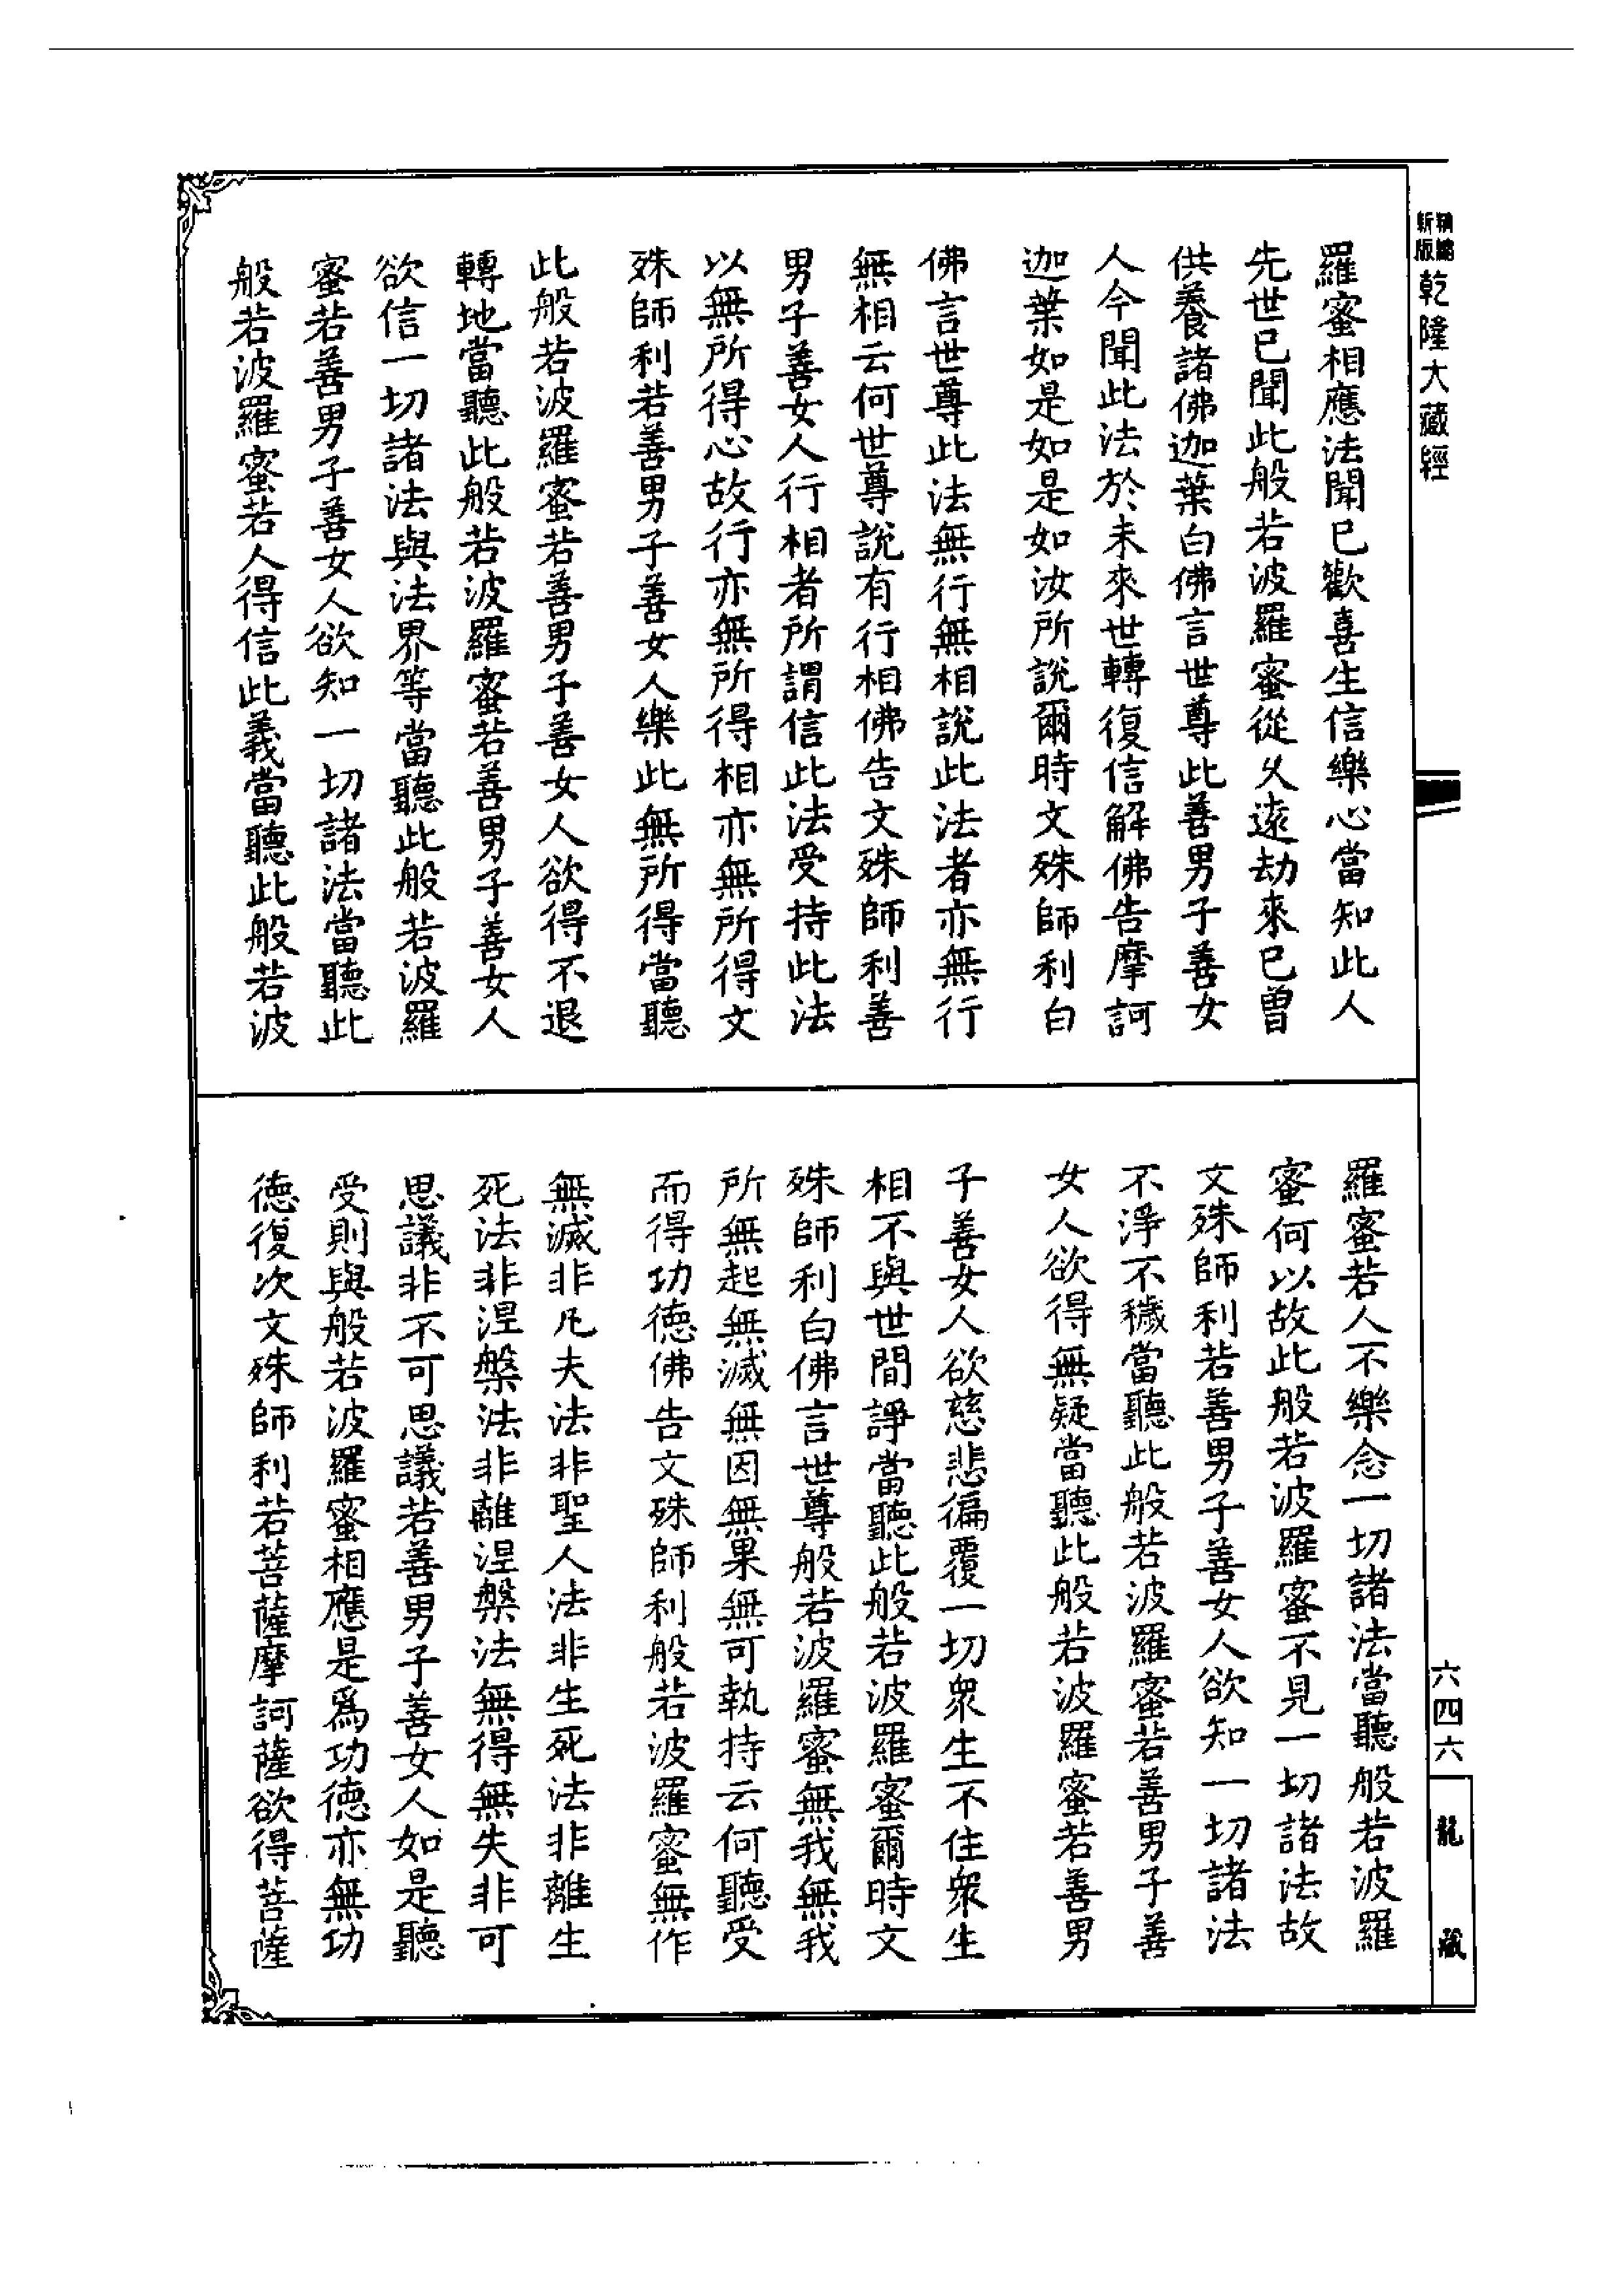 新版
精縮
乾隆大藏經
羅蜜相應法聞已歡喜生信樂心當知此人
先世已聞此般若波羅蜜從久遠劫來已曾
供養諸佛迦葉白佛言世尊此善男子善女
人今聞此法於未來世轉復信解佛告摩訶
迦葉如是如是如汝所說爾時文殊師利白
佛言世尊此法無行無相說此法者亦無行
無相云何世尊說有行相佛告文殊師利善
男子善女人行相者所謂信此法受持此法
以無所得心故行亦無所得相亦無所得文
殊師利若善男子善女人樂此無所得當聽
此般若波羅蜜若善男子善女人欲得不退
轉地當聽此般若波羅蜜若善男子善女人
欲信一切諸法與法界等當聽此般若波羅
蜜若善男子善女人欲知一切諸法當聽此
般若波羅蜜若人得信此義當聽此般若波
羅蜜若人不樂念一切諸法當聽般若波羅
蜜何以故此般若波羅蜜不見一切諸法故
文殊師利若善男子善女人欲知一切諸法
不淨不穢當聽此般若波羅蜜若善男子善
女人欲得無疑當聽此般若波羅蜜若善男
子善女人欲慈悲徧覆一切眾生不住眾生
相不與世間諍當聽此般若波羅蜜爾時文
殊師利白佛言世尊般若波羅蜜無我無我
所無起無滅無因無果無可執持云何聽受
而得功德佛告文殊師利般若波羅蜜無作
無滅非凡夫法非聖人法非生死法非離生
死法非涅槃法非離涅槃法無得無失非可
思議非不可思議若善男子善女人如是聽
受則與般若波羅蜜相應是為功德亦無功
德復次文殊師利若菩薩摩訶薩欲得菩薩
六四六
龍藏